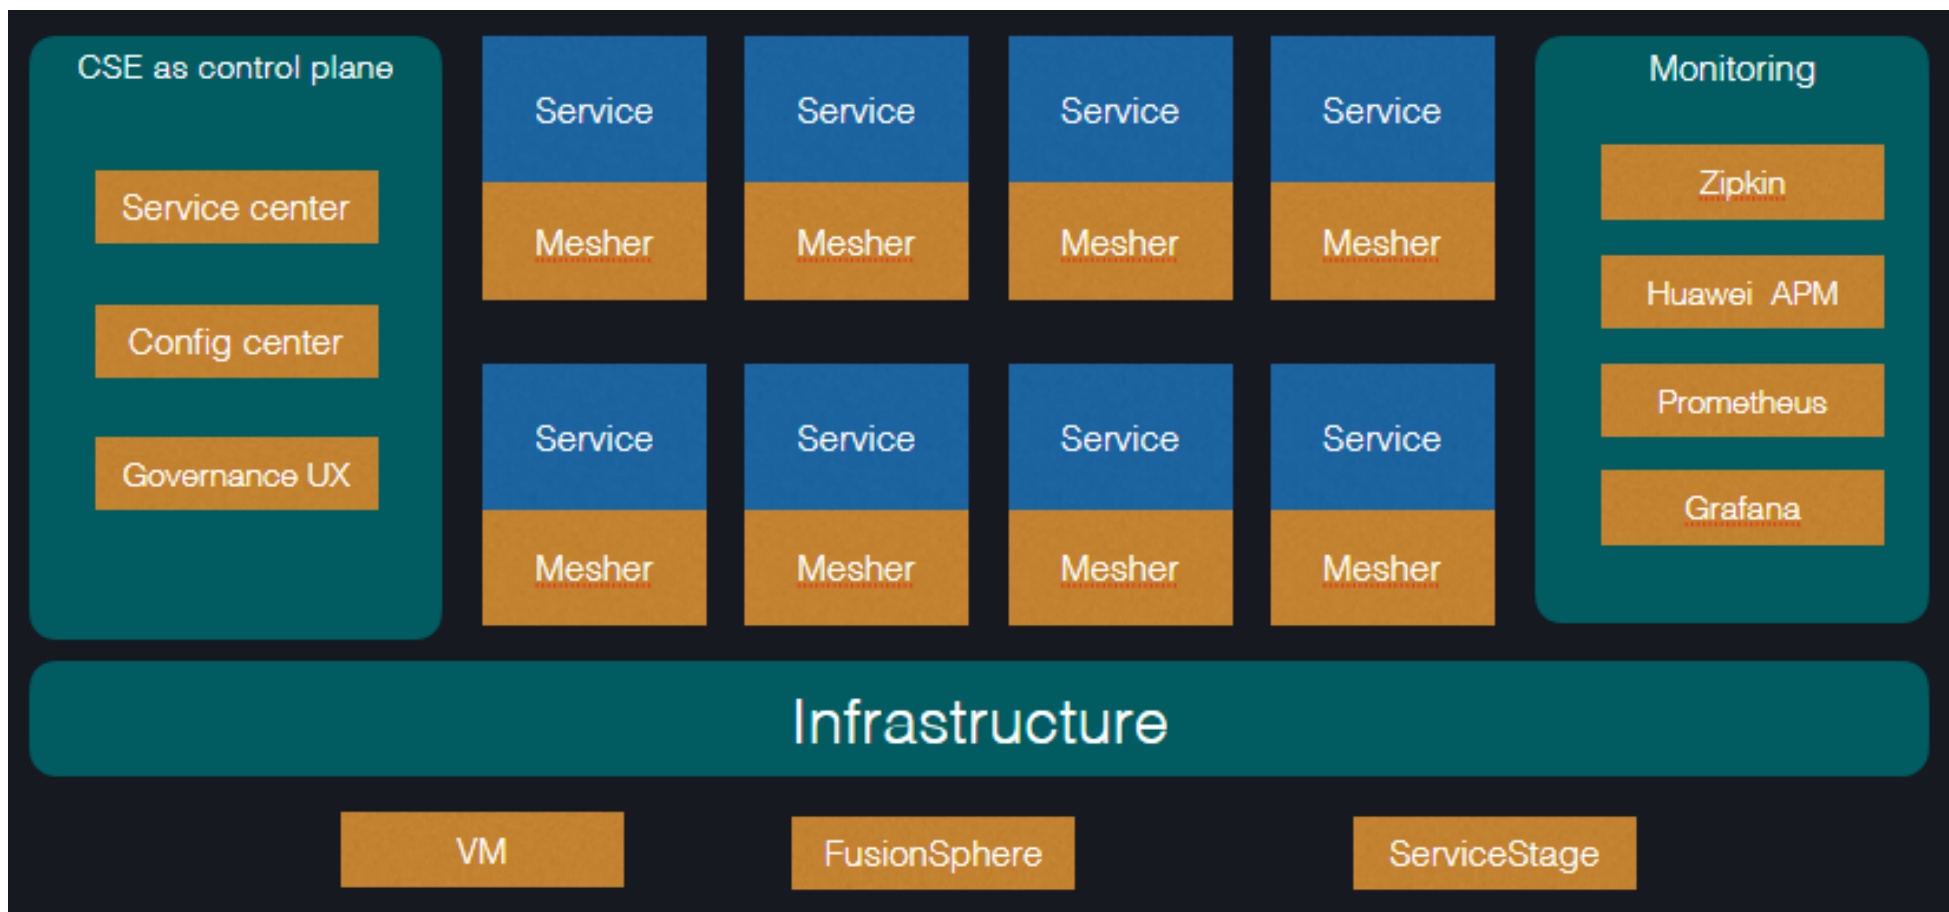 CSE as control plane
Service center
Config center
Governance UX
Service
Service
Service
Service
Mesher
Mesher
Mesher
Mesher
Service
Service
Service
Service
Mesher
Mesher
Mesher
Mesher
Monitoring
Zipkin
Huawei APM
Prometheus
Grafana
Infrastructure
VM
FusionSphere
ServiceStage